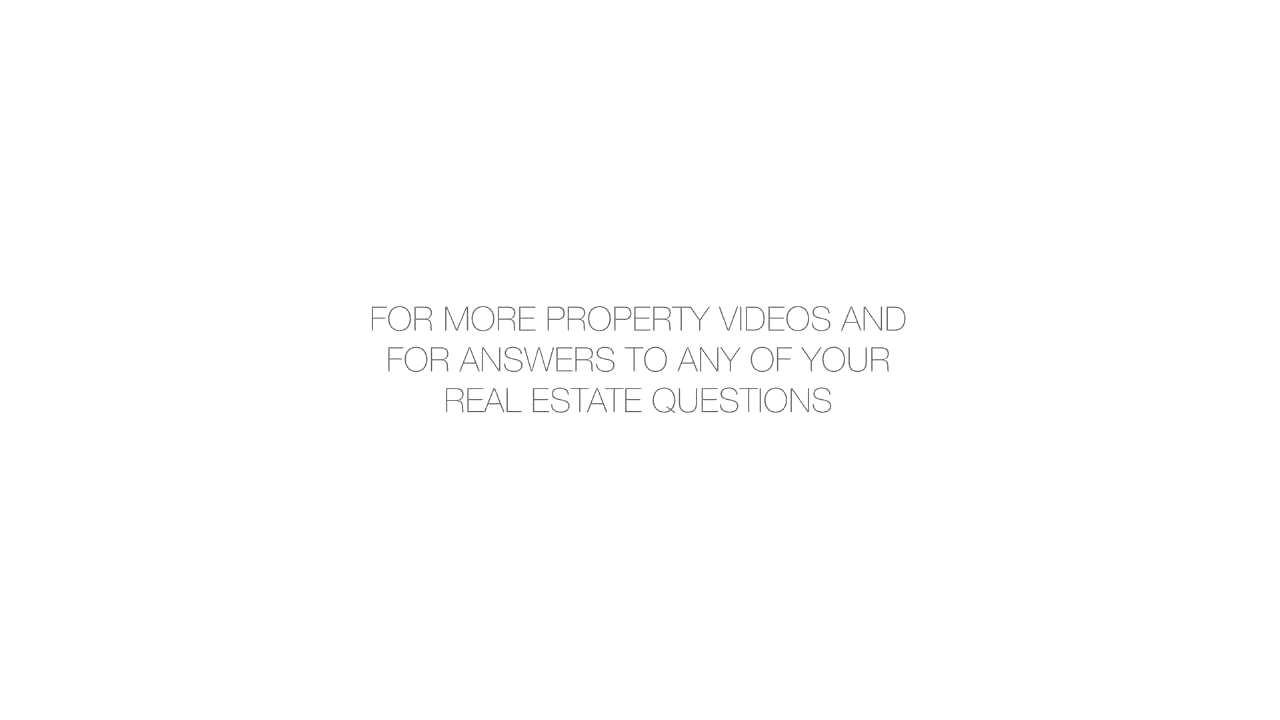 FOR MORE PROPERTY VIDEOS AND
FOR ANSWERS TO ANY OF YOUR
REAL ESTATE QUESTIONS